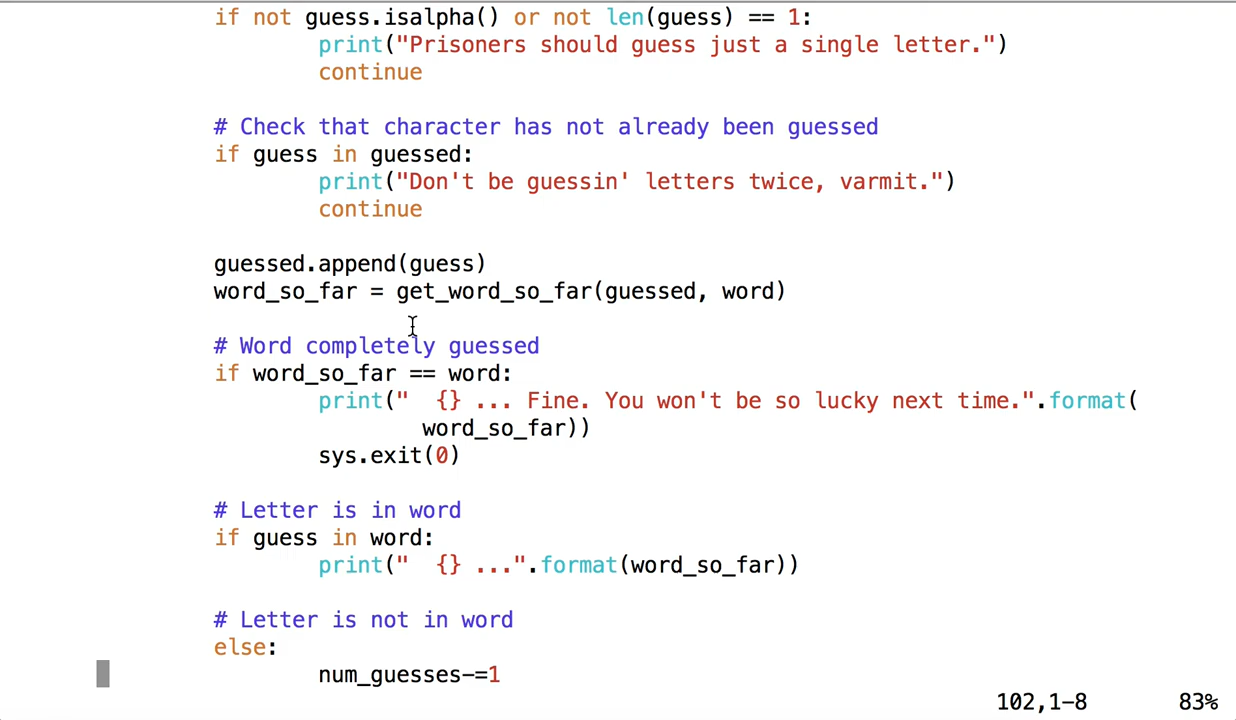 if not guess.isalpha() or not len(guess) == 1:
print("Prisoners should guess just a single letter.")
continue
# Check that character has not already been guessed
if guess in guessed:
print("Don't be guessin' letters twice, varmit.")
continue
guessed.append(guess)
word_so_far = get_word_so_far(guessed, word)
# Word completely guessed
if word_so_far == word:
print("  {} ... Fine. You won't be so lucky next time.".format(
word_so_far))
sys.exit(0)
# Letter is in word
if guess in word:
print("  {} ...".format(word_so_far))
# Letter is not in word
else:
num_guesses-=1
102,1-8 83%